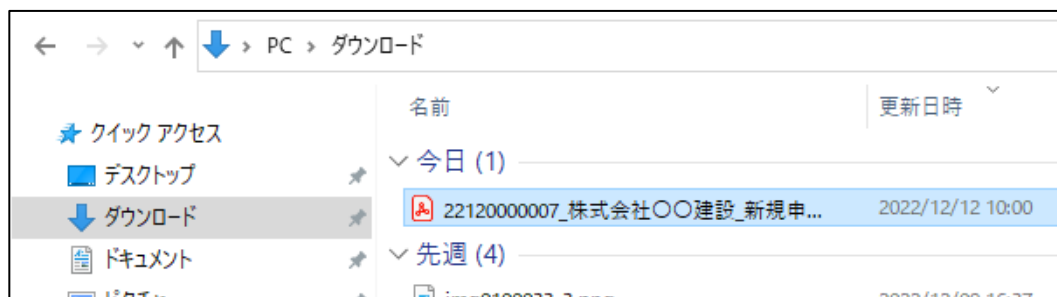 PC › ダウンロード
名前 更新日時
クイック アクセス
今日 (1)
デスクトップ
22120000007_株式会社〇〇建設_新規申... 2022/12/12 10:00
ダウンロード
ドキュメント
先週 (4)